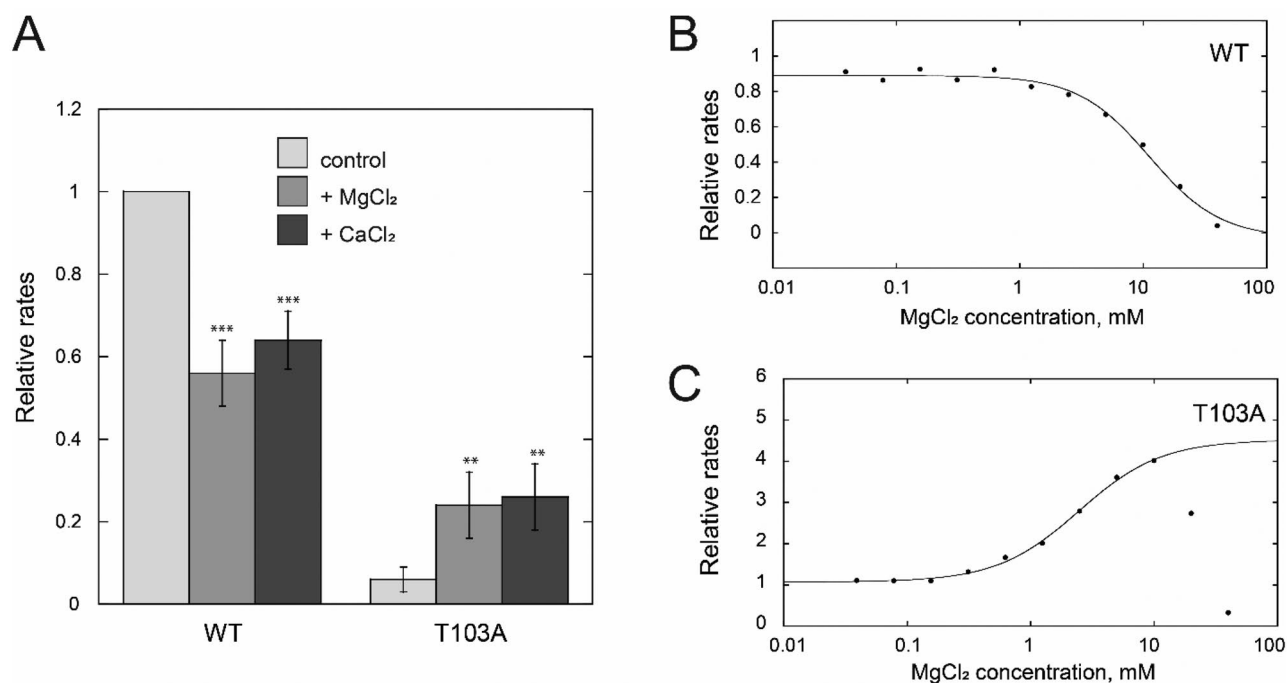 A
1.2
1
0.8
0.6
0.4
0.2
0
Relative rates
control
+ MgCl₂
+ CaCl₂
***
***
**
**
WT
T103A
B
WT
1
0.8
0.6
0.4
0.2
0
Relative rates
0.01
0.1
1
10
100
MgCl₂ concentration, mM
C
T103A
6
5
4
3
2
1
0
Relative rates
0.01
0.1
1
10
100
MgCl₂ concentration, mM